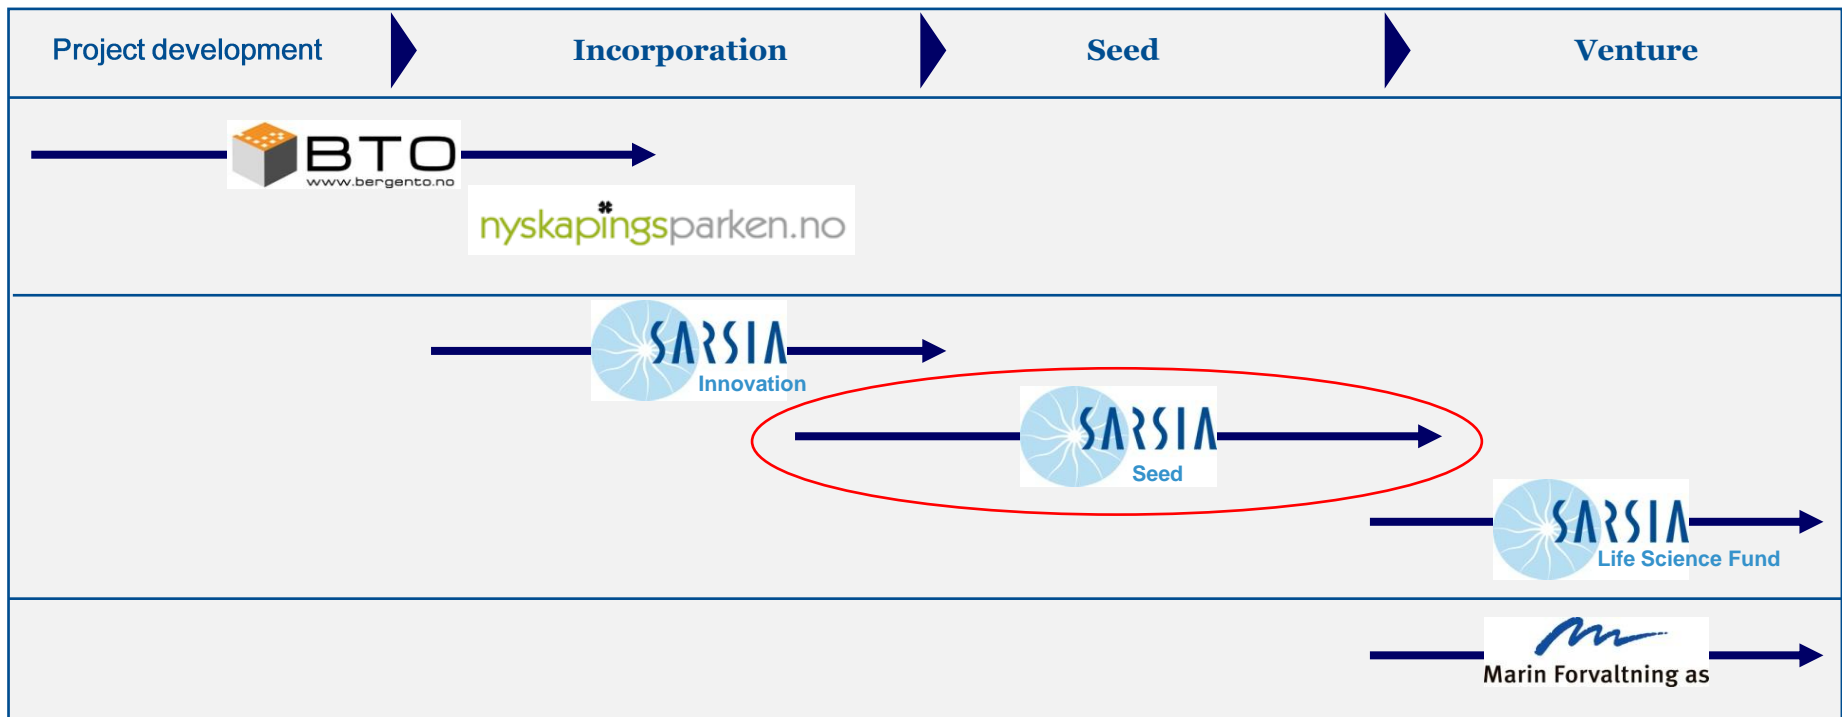 Project development
Incorporation
Seed
Venture
BTO
www.bergento.no
nyskapingsparken.no
SARSIA
Innovation
SARSIA
Seed
SARSIA
Life Science Fund
Marin Forvaltning as